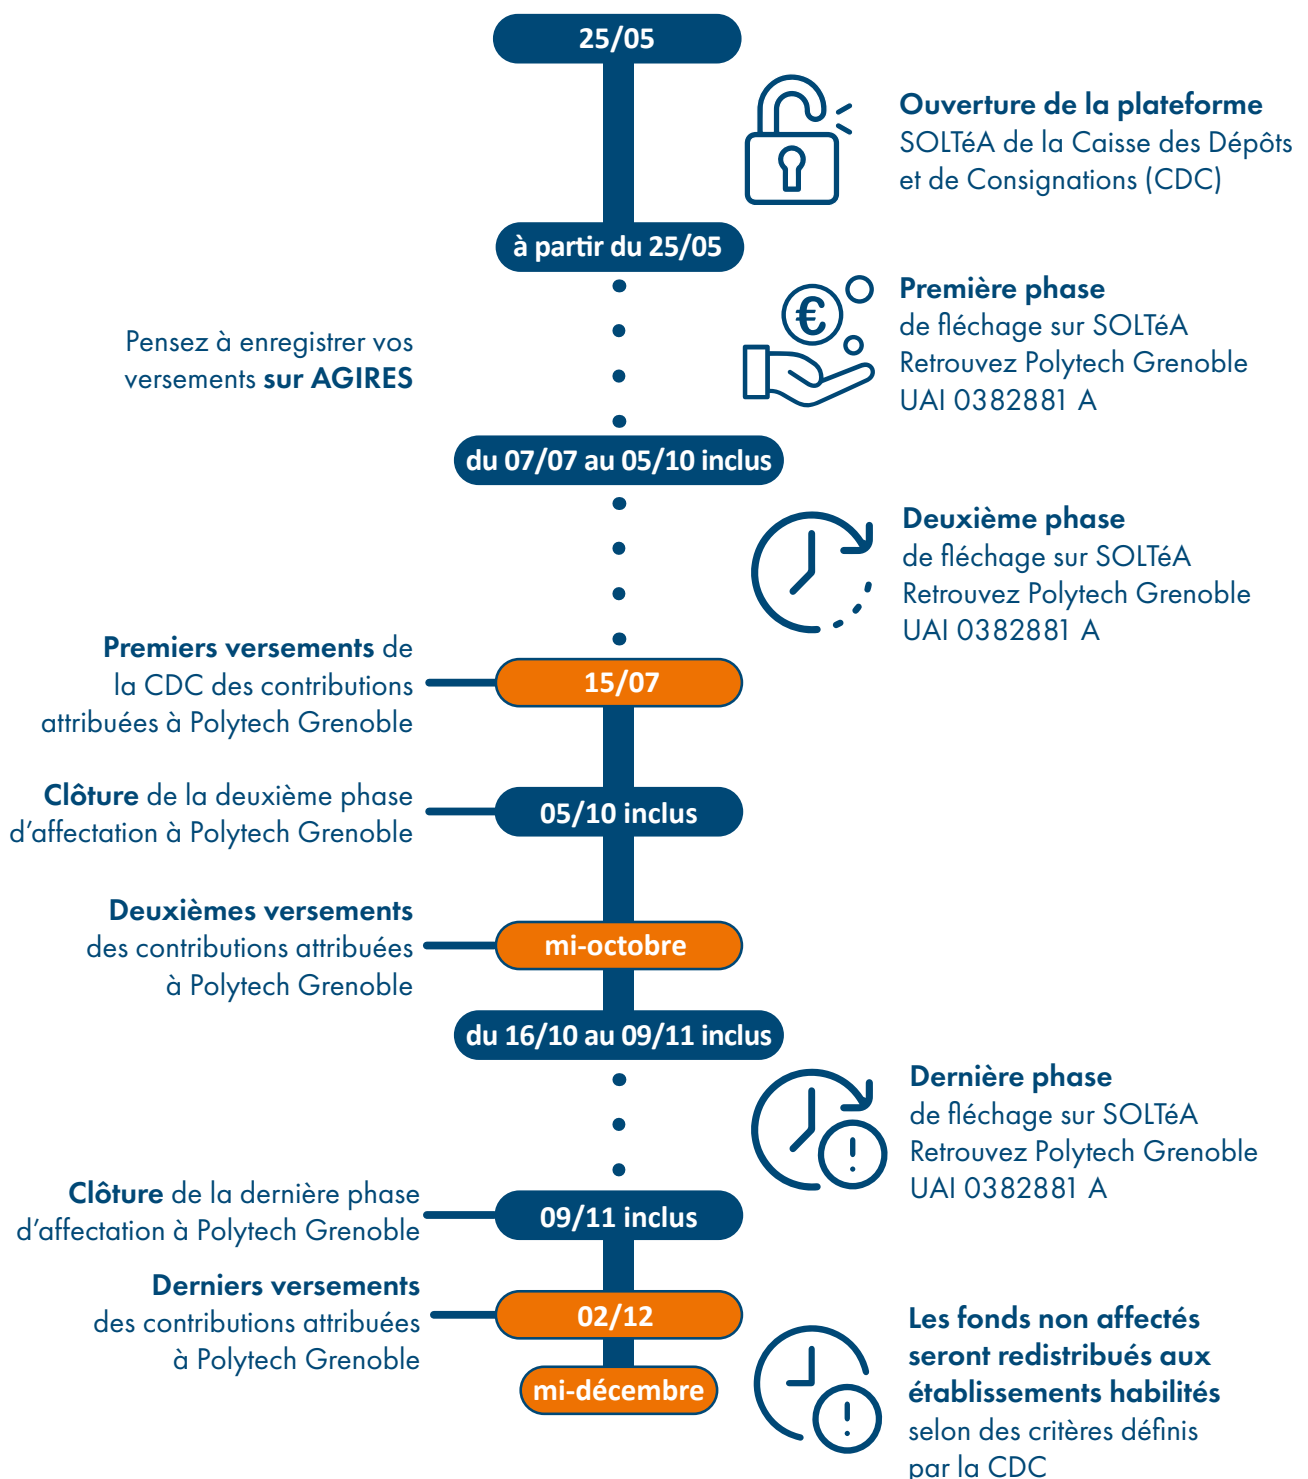 25/05
Ouverture de la plateforme
SOLTéA de la Caisse des Dépôts
et de Consignations (CDC)
à partir du 25/05
Première phase
de fléchage sur SOLTéA
Retrouvez Polytech Grenoble
UAI 0382881 A
Pensez à enregistrer vos
versements sur AGIRES
du 07/07 au 05/10 inclus
Deuxième phase
de fléchage sur SOLTéA
Retrouvez Polytech Grenoble
UAI 0382881 A
Premiers versements de
la CDC des contributions
attribuées à Polytech Grenoble
15/07
Clôture de la deuxième phase
d'affectation à Polytech Grenoble
05/10 inclus
Deuxièmes versements
des contributions attribuées
à Polytech Grenoble
mi-octobre
du 16/10 au 09/11 inclus
Dernière phase
de fléchage sur SOLTéA
Retrouvez Polytech Grenoble
UAI 0382881 A
Clôture de la dernière phase
d'affectation à Polytech Grenoble
09/11 inclus
Derniers versements
des contributions attribuées
à Polytech Grenoble
02/12
mi-décembre
Les fonds non affectés
seront redistribués aux
établissements habilités
selon des critères définis
par la CDC